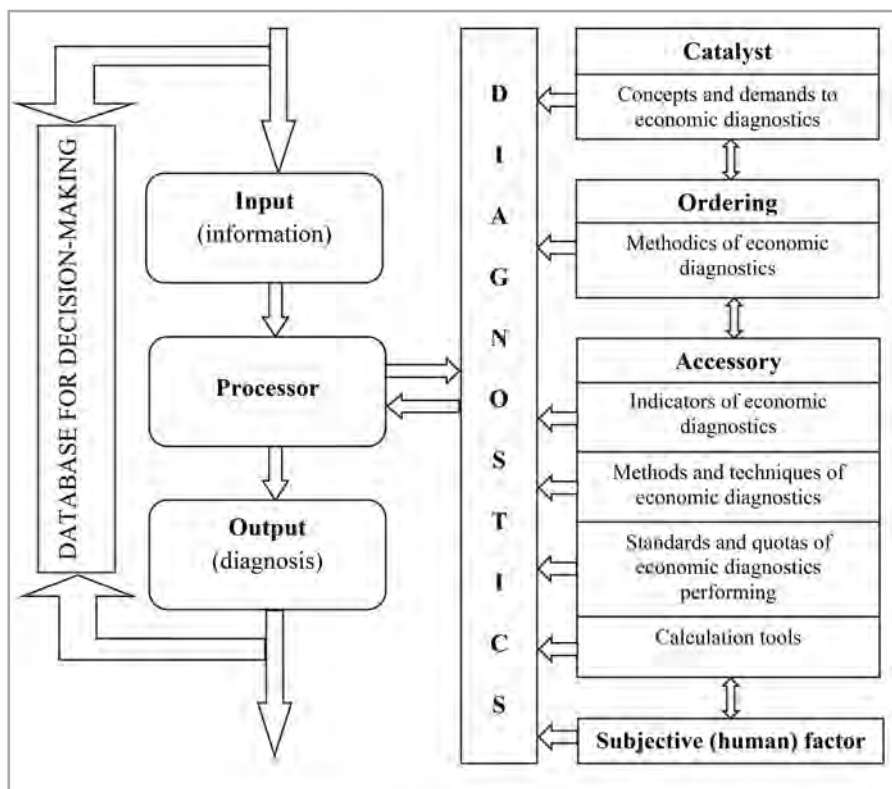 DATABASE FOR DECISION-MAKING
Input
(information)
Processor
Output
(diagnosis)
D
I
A
G
N
O
S
T
I
C
S
Catalyst
Concepts and demands to
economic diagnostics
Ordering
Methodics of economic
diagnostics
Accessory
Indicators of economic
diagnostics
Methods and techniques of
economic diagnostics
Standards and quotas of
economic diagnostics
performing
Calculation tools
Subjective (human) factor